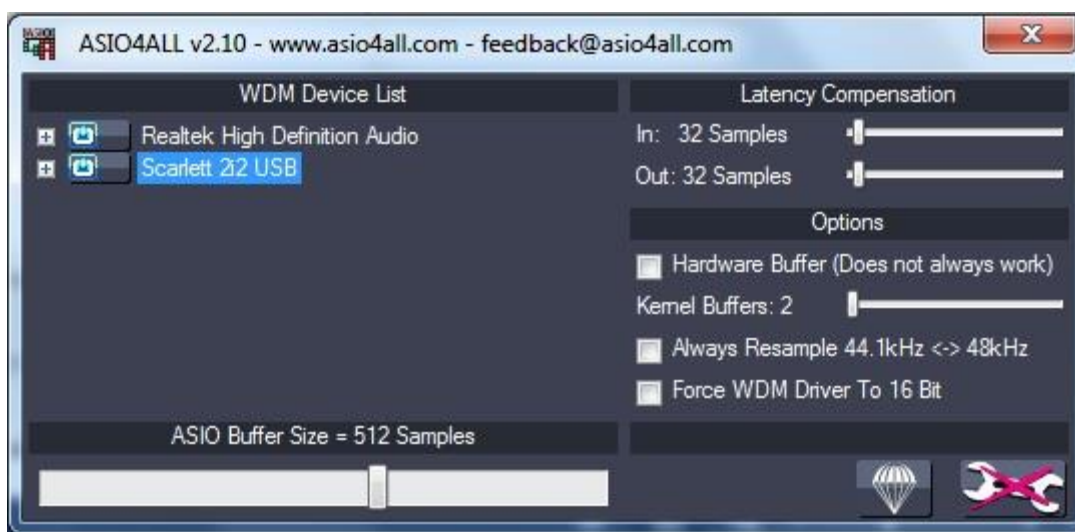 ASIO4ALL v2.10 - www.asio4all.com - feedback@asio4all.com
WDM Device List
Realtek High Definition Audio
Scarlett 2i2 USB
Latency Compensation
In: 32 Samples
Out: 32 Samples
Options
Hardware Buffer (Does not always work)
Kernel Buffers: 2
Always Resample 44.1kHz <-> 48kHz
Force WDM Driver To 16 Bit
ASIO Buffer Size = 512 Samples